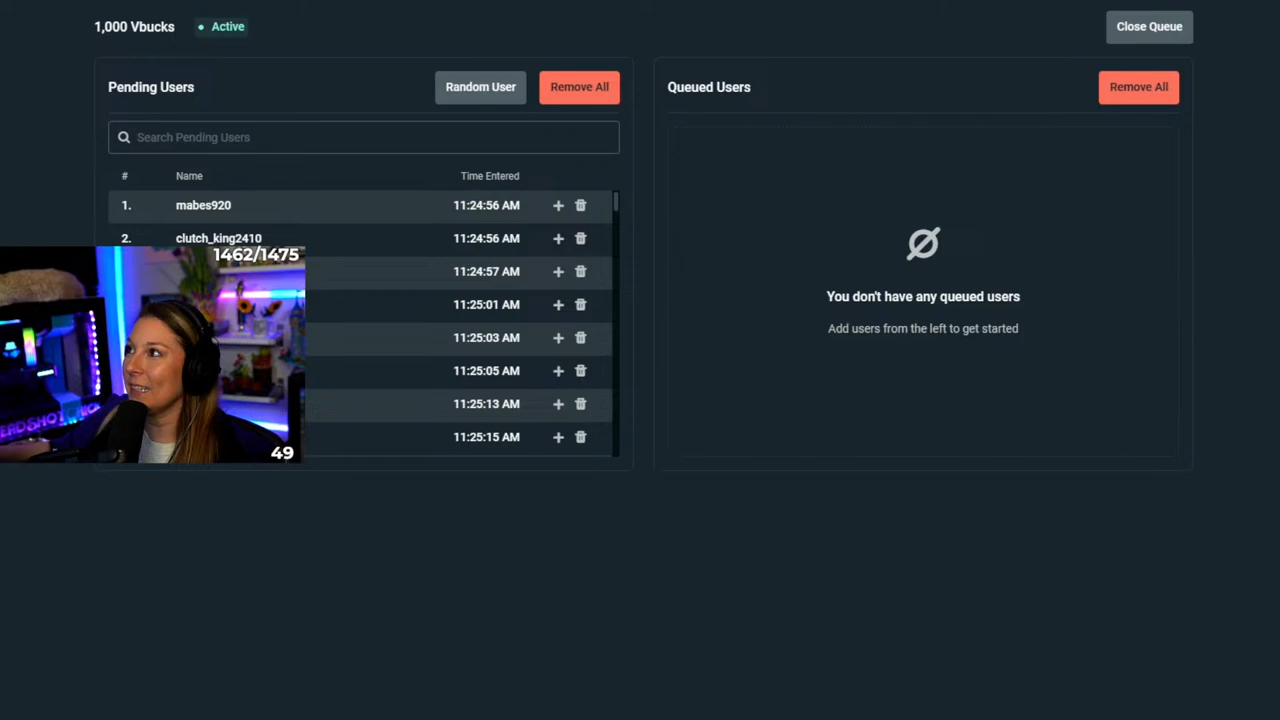 1,000 Vbucks
Active
Close Queue
Pending Users
Random User
Remove All
Search Pending Users
# Name Time Entered
1. mabes920 11:24:56 AM
2. clutch_king2410 11:24:56 AM
11:24:57 AM
11:25:01 AM
11:25:03 AM
11:25:05 AM
11:25:13 AM
11:25:15 AM
1462/1475
49
Queued Users
Remove All
You don't have any queued users
Add users from the left to get started